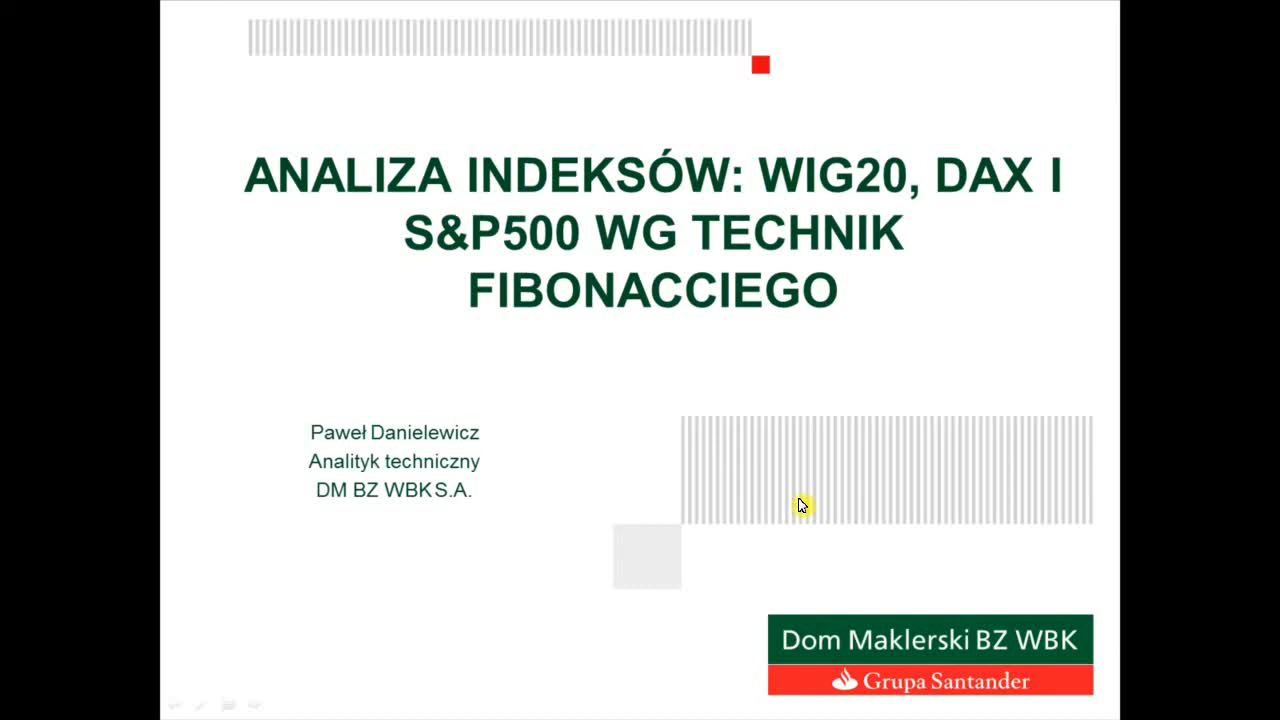 ANALIZA INDEKSÓW: WIG20, DAX I
S&P500 WG TECHNIK
FIBONACCIEGO
Paweł Danielewicz
Analityk techniczny
DM BZ WBK S.A.
Dom Maklerski BZ WBK
Grupa Santander